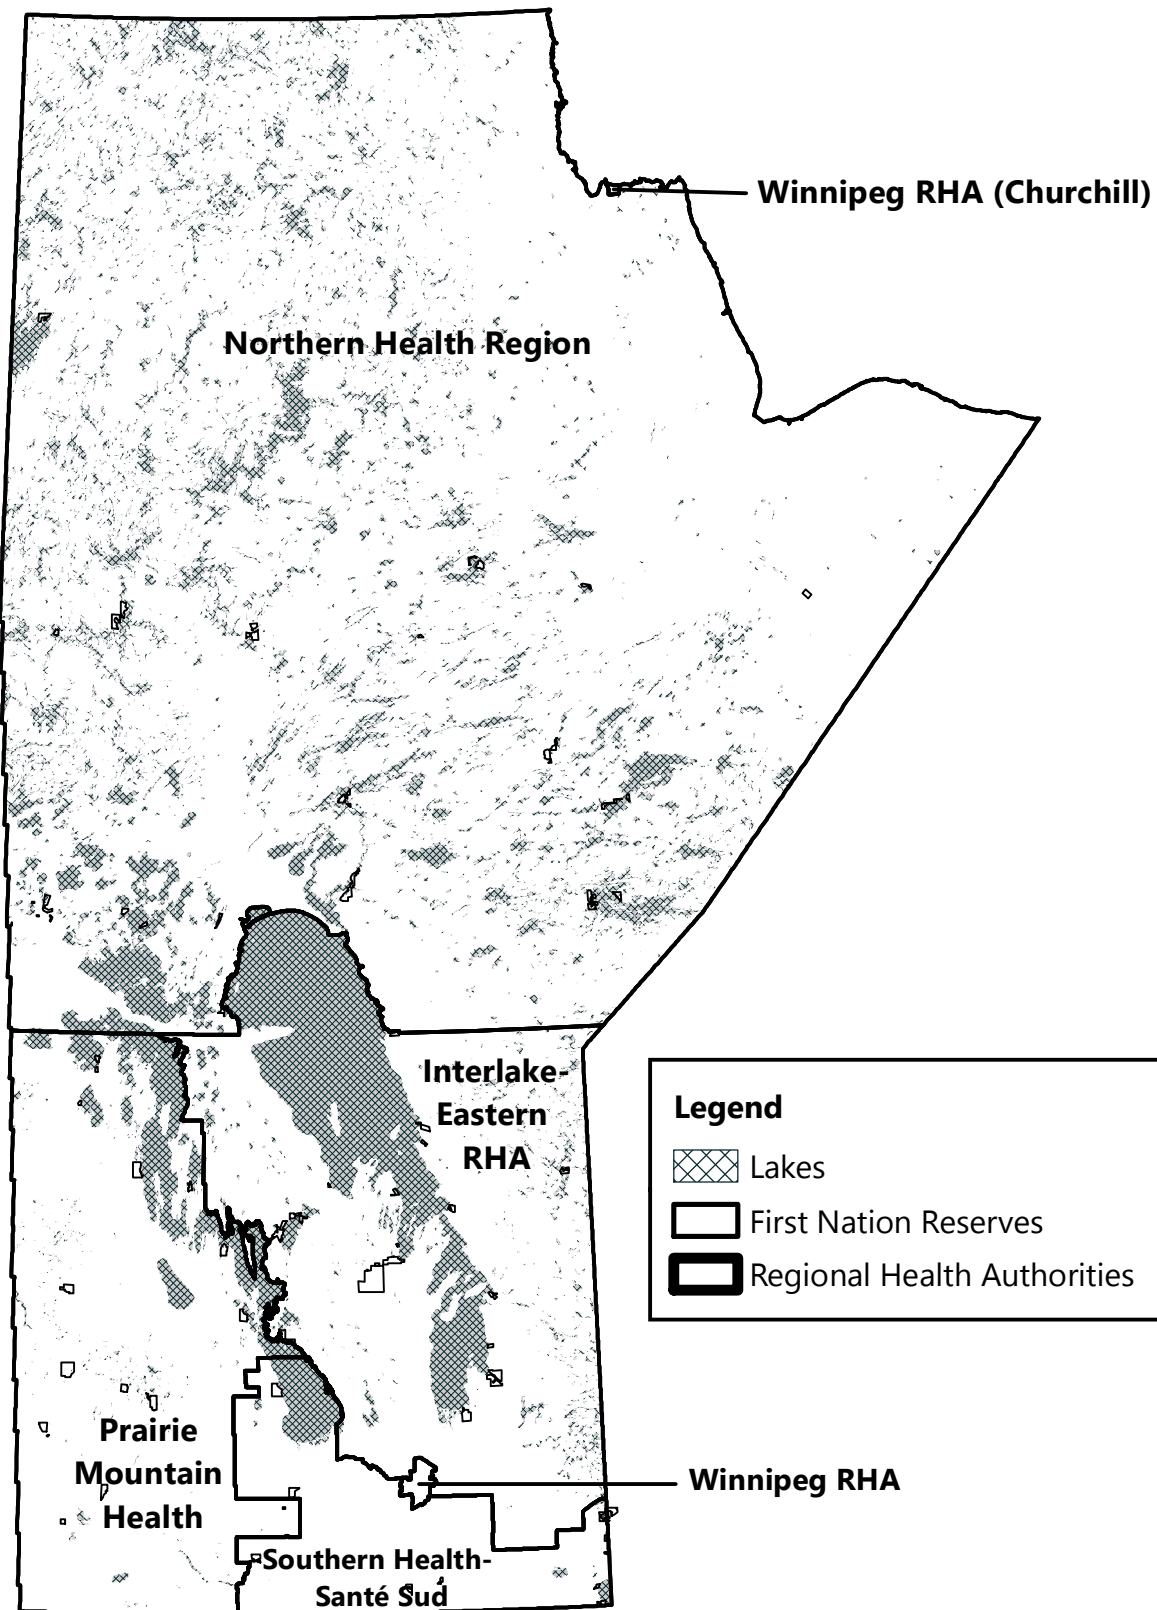 Winnipeg RHA (Churchill)
Northern Health Region
Interlake-
Eastern
RHA
Legend
Lakes
First Nation Reserves
Regional Health Authorities
Prairie
Mountain
Health
Winnipeg RHA
Southern Health-
Santé Sud